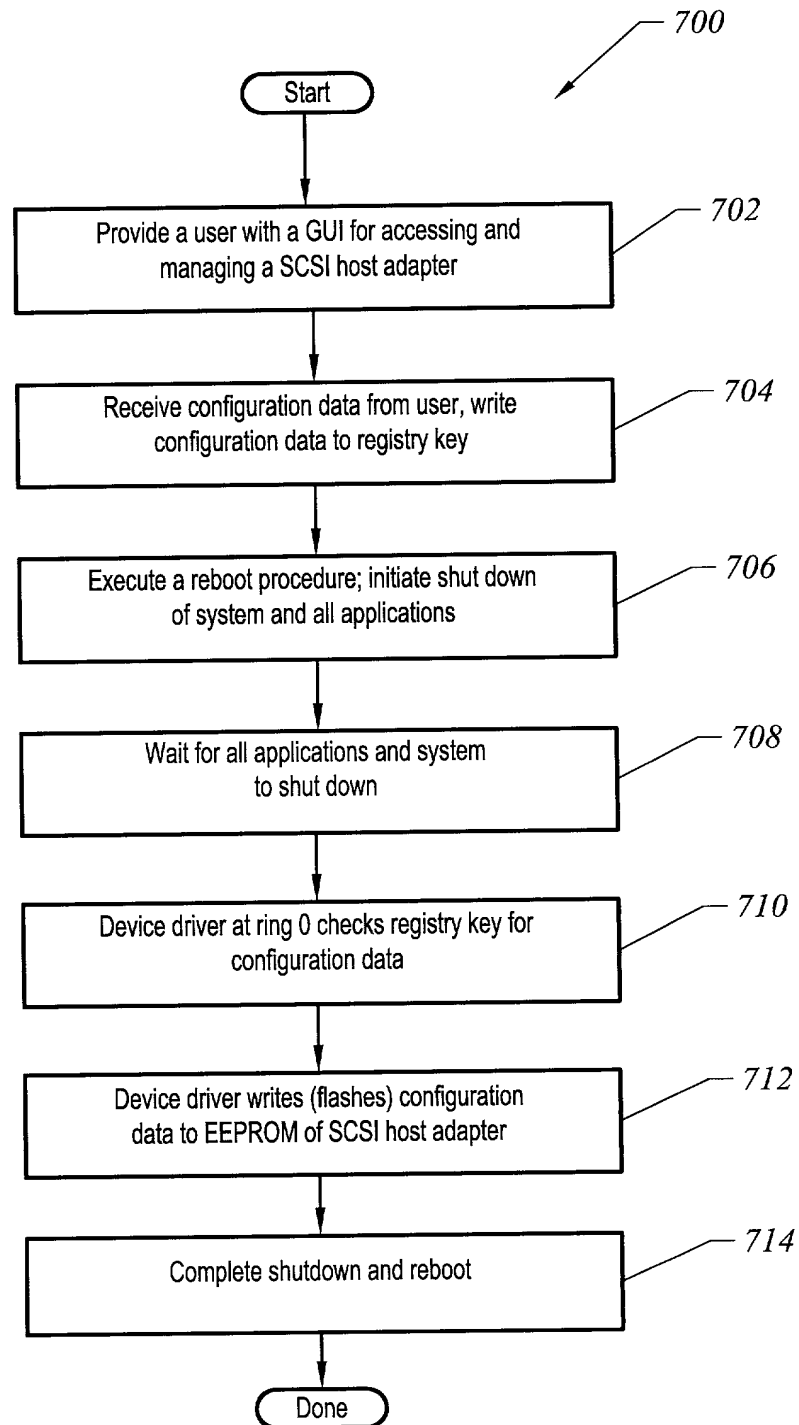 700
Start
702
Provide a user with a GUI for accessing and
managing a SCSI host adapter
704
Receive configuration data from user, write
configuration data to registry key
706
Execute a reboot procedure; initiate shut down
of system and all applications
708
Wait for all applications and system
to shut down
710
Device driver at ring 0 checks registry key for
configuration data
712
Device driver writes (flashes) configuration
data to EEPROM of SCSI host adapter
714
Complete shutdown and reboot
Done